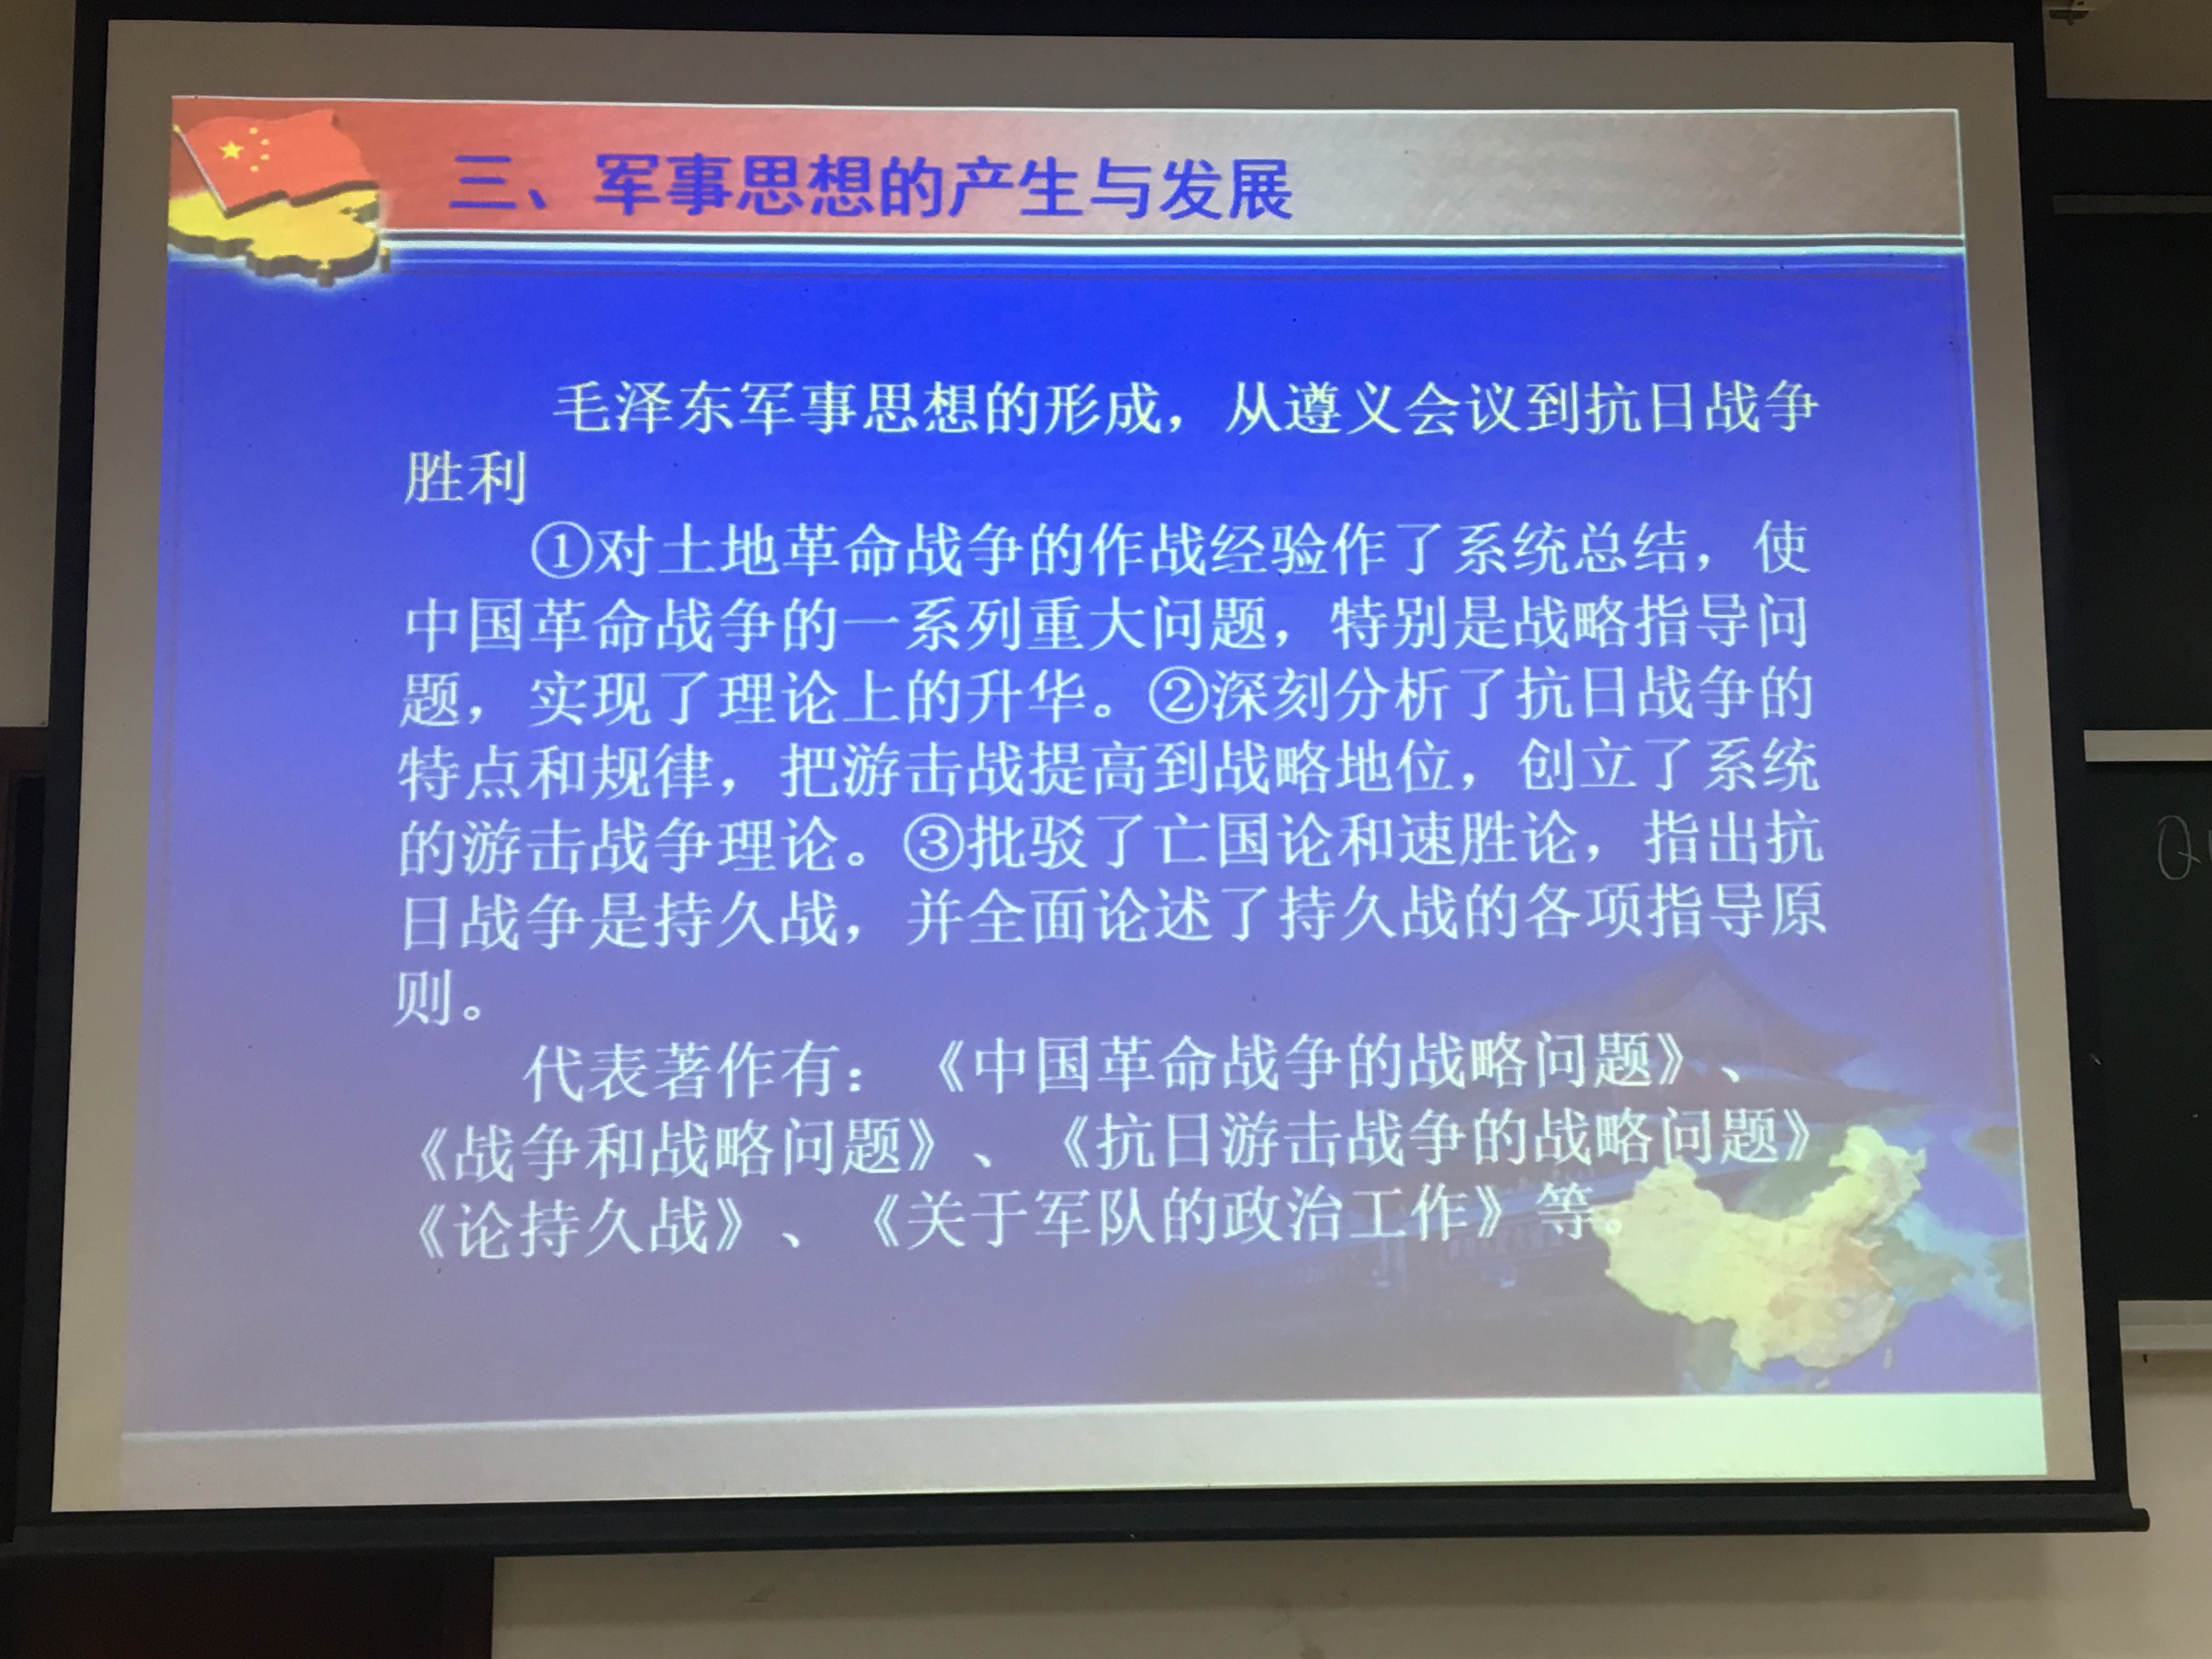 三、军事思想的产生与发展
毛泽东军事思想的形成，从遵义会议到抗日战争
胜利
①对土地革命战争的作战经验作了系统总结，使
中国革命战争的一系列重大问题，特别是战略指导问
题，实现了理论上的升华。②深刻分析了抗日战争的
特点和规律，把游击战提高到战略地位，创立了系统
的游击战争理论。③批驳了亡国论和速胜论，指出抗
日战争是持久战，并全面论述了持久战的各项指导原
则。
代表著作有：《中国革命战争的战略问题》、
《战争和战略问题》、《抗日游击战争的战略问题》
《论持久战》、《关于军队的政治工作》等。